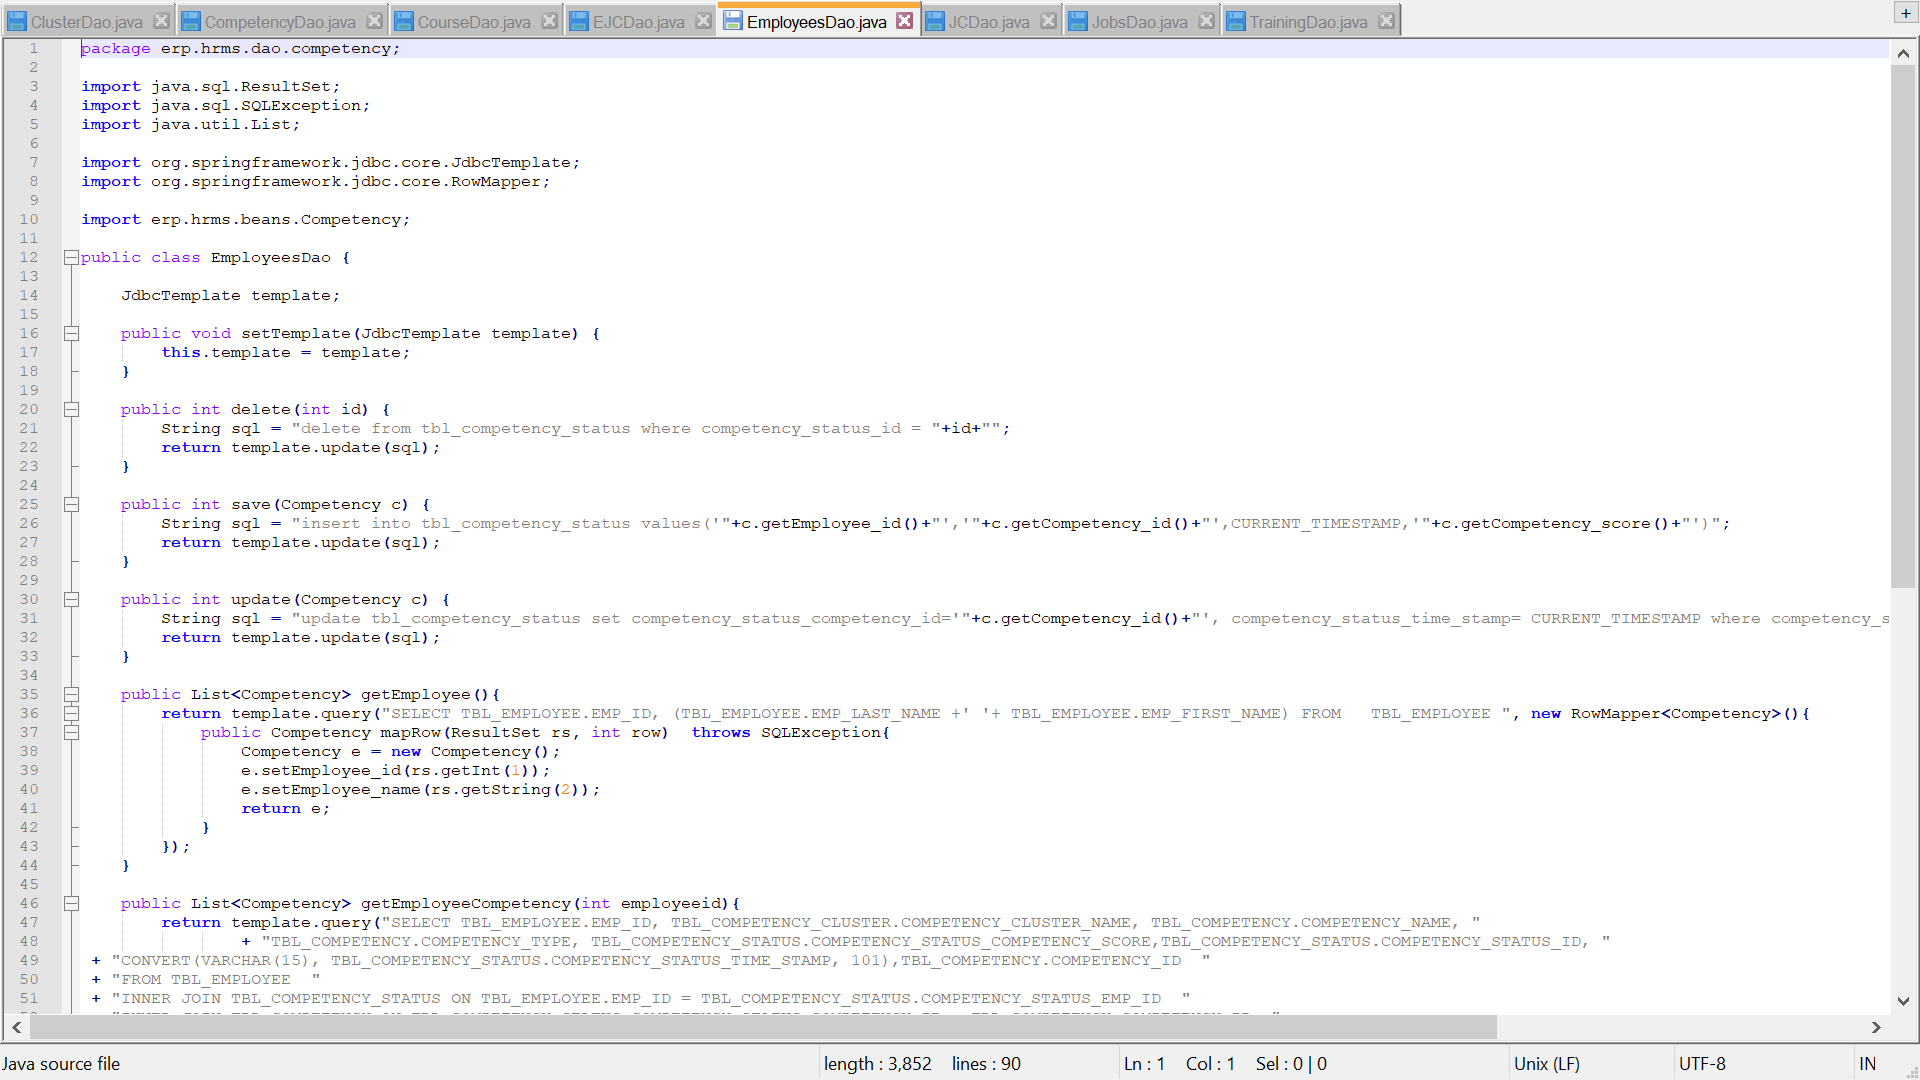 ClusterDao.java CompetencyDao.java CourseDao.java EJCDao.java EmployeesDao.java JCDao.java JobsDao.java TrainingDao.java +
1 package erp.hrms.dao.competency;
2
3 import java.sql.ResultSet;
4 import java.sql.SQLException;
5 import java.util.List;
6
7 import org.springframework.jdbc.core.JdbcTemplate;
8 import org.springframework.jdbc.core.RowMapper;
9
10 import erp.hrms.beans.Competency;
11
12 public class EmployeesDao {
13
14 JdbcTemplate template;
15
16 public void setTemplate(JdbcTemplate template) {
17 this.template = template;
18 }
19
20 public int delete(int id) {
21 String sql = "delete from tbl_competency_status where competency_status_id = "+id+"";
22 return template.update(sql);
23 }
24
25 public int save(Competency c) {
26 String sql = "insert into tbl_competency_status values('"+c.getEmployee_id()+"','"+c.getCompetency_id()+"',CURRENT_TIMESTAMP,'"+c.getCompetency_score()+"')";
27 return template.update(sql);
28 }
29
30 public int update(Competency c) {
31 String sql = "update tbl_competency_status set competency_status_competency_id='"+c.getCompetency_id()+"', competency_status_time_stamp= CURRENT_TIMESTAMP where competency_s
32 return template.update(sql);
33 }
34
35 public List<Competency> getEmployee(){
36 return template.query("SELECT TBL_EMPLOYEE.EMP_ID, (TBL_EMPLOYEE.EMP_LAST_NAME +' '+ TBL_EMPLOYEE.EMP_FIRST_NAME) FROM   TBL_EMPLOYEE ", new RowMapper<Competency>(){
37 public Competency mapRow(ResultSet rs, int row)  throws SQLException{
38 Competency e = new Competency();
39 e.setEmployee_id(rs.getInt(1));
40 e.setEmployee_name(rs.getString(2));
41 return e;
42 }
43 });
44 }
45
46 public List<Competency> getEmployeeCompetency(int employeeid){
47 return template.query("SELECT TBL_EMPLOYEE.EMP_ID, TBL_COMPETENCY_CLUSTER.COMPETENCY_CLUSTER_NAME, TBL_COMPETENCY.COMPETENCY_NAME, "
48 + "TBL_COMPETENCY.COMPETENCY_TYPE, TBL_COMPETENCY_STATUS.COMPETENCY_STATUS_COMPETENCY_SCORE,TBL_COMPETENCY_STATUS.COMPETENCY_STATUS_ID, "
49 + "CONVERT(VARCHAR(15), TBL_COMPETENCY_STATUS.COMPETENCY_STATUS_TIME_STAMP, 101),TBL_COMPETENCY.COMPETENCY_ID  "
50 + "FROM TBL_EMPLOYEE  "
51 + "INNER JOIN TBL_COMPETENCY_STATUS ON TBL_EMPLOYEE.EMP_ID = TBL_COMPETENCY_STATUS.COMPETENCY_STATUS_EMP_ID  "
Java source file length : 3,852 lines : 90 Ln : 1 Col : 1 Sel : 0 | 0 Unix (LF) UTF-8 IN